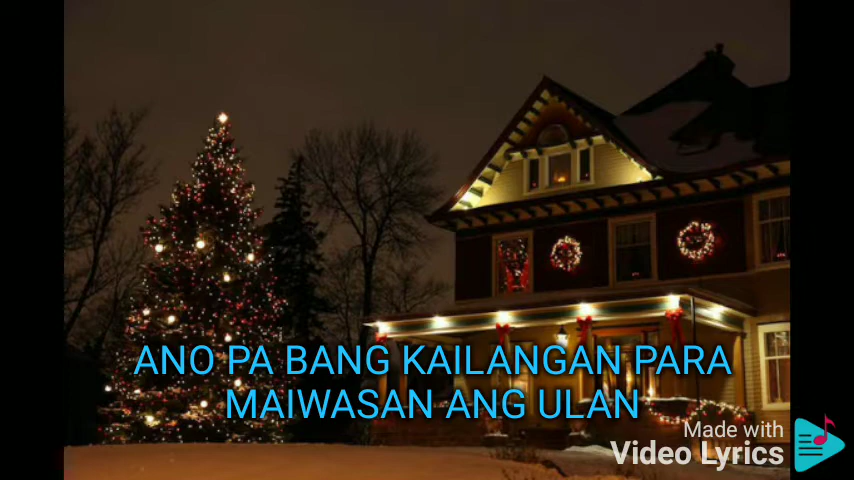 ANO PA BANG KAILANGAN PARA
MAIWASAN ANG ULAN
Made with
Video Lyrics